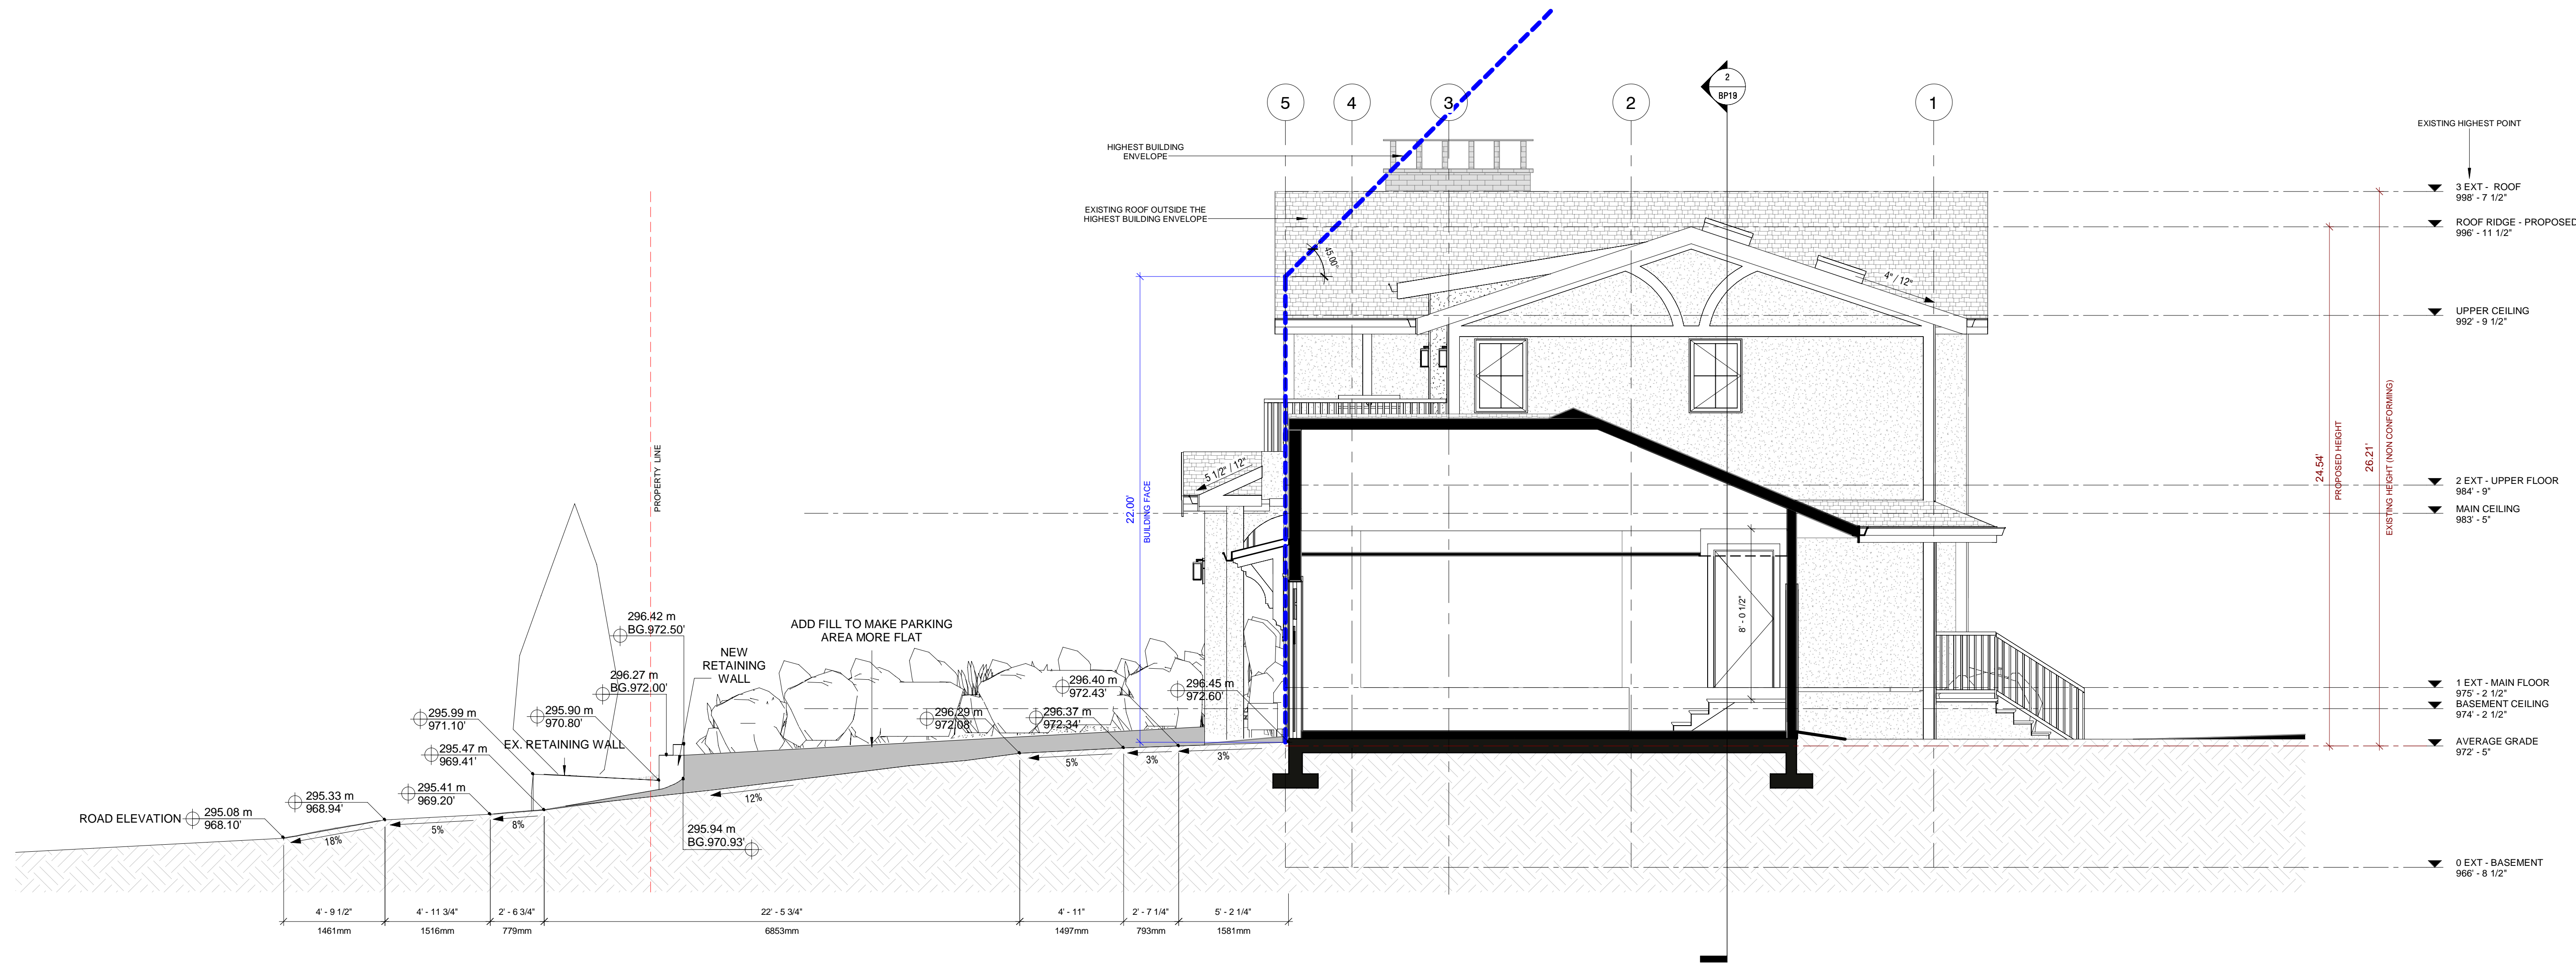 5
4
3
2
1
2
BP19
HIGHEST BUILDING
ENVELOPE
EXISTING ROOF OUTSIDE THE
HIGHEST BUILDING ENVELOPE
45.00°
4" / 12"
5 1/2" / 12"
EXISTING HIGHEST POINT
3 EXT - ROOF
998' - 7 1/2"
ROOF RIDGE - PROPOSED
996' - 11 1/2"
UPPER CEILING
992' - 9 1/2"
2 EXT - UPPER FLOOR
984' - 9"
MAIN CEILING
983' - 5"
1 EXT - MAIN FLOOR
975' - 2 1/2"
BASEMENT CEILING
974' - 2 1/2"
AVERAGE GRADE
972' - 5"
0 EXT - BASEMENT
966' - 8 1/2"
24.54'
PROPOSED HEIGHT
26.21'
EXISTING HEIGHT (NON CONFORMING)
22.00'
BUILDING FACE
PROPERTY LINE
8' - 0 1/2"
ADD FILL TO MAKE PARKING
AREA MORE FLAT
NEW
RETAINING
WALL
296.42 m
BG.972.50'
296.27 m
BG.972.00'
295.90 m
970.80'
295.99 m
971.10'
EX. RETAINING WALL
295.47 m
969.41'
295.41 m
969.20'
295.33 m
968.94'
ROAD ELEVATION
295.08 m
968.10'
295.94 m
BG.970.93'
296.29 m
972.08'
296.37 m
972.34'
296.40 m
972.43'
296.45 m
972.60'
18%
5%
8%
12%
5%
3%
3%
4' - 9 1/2"
1461mm
4' - 11 3/4"
1516mm
2' - 6 3/4"
779mm
22' - 5 3/4"
6853mm
4' - 11"
1497mm
2' - 7 1/4"
793mm
5' - 2 1/4"
1581mm